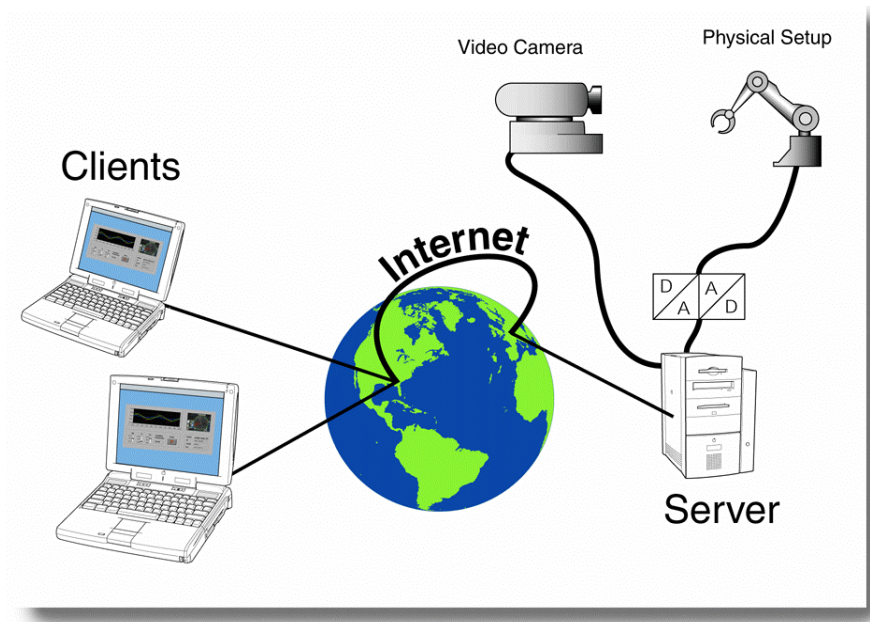 Video Camera
Physical Setup
Clients
Internet
D A A D
Server